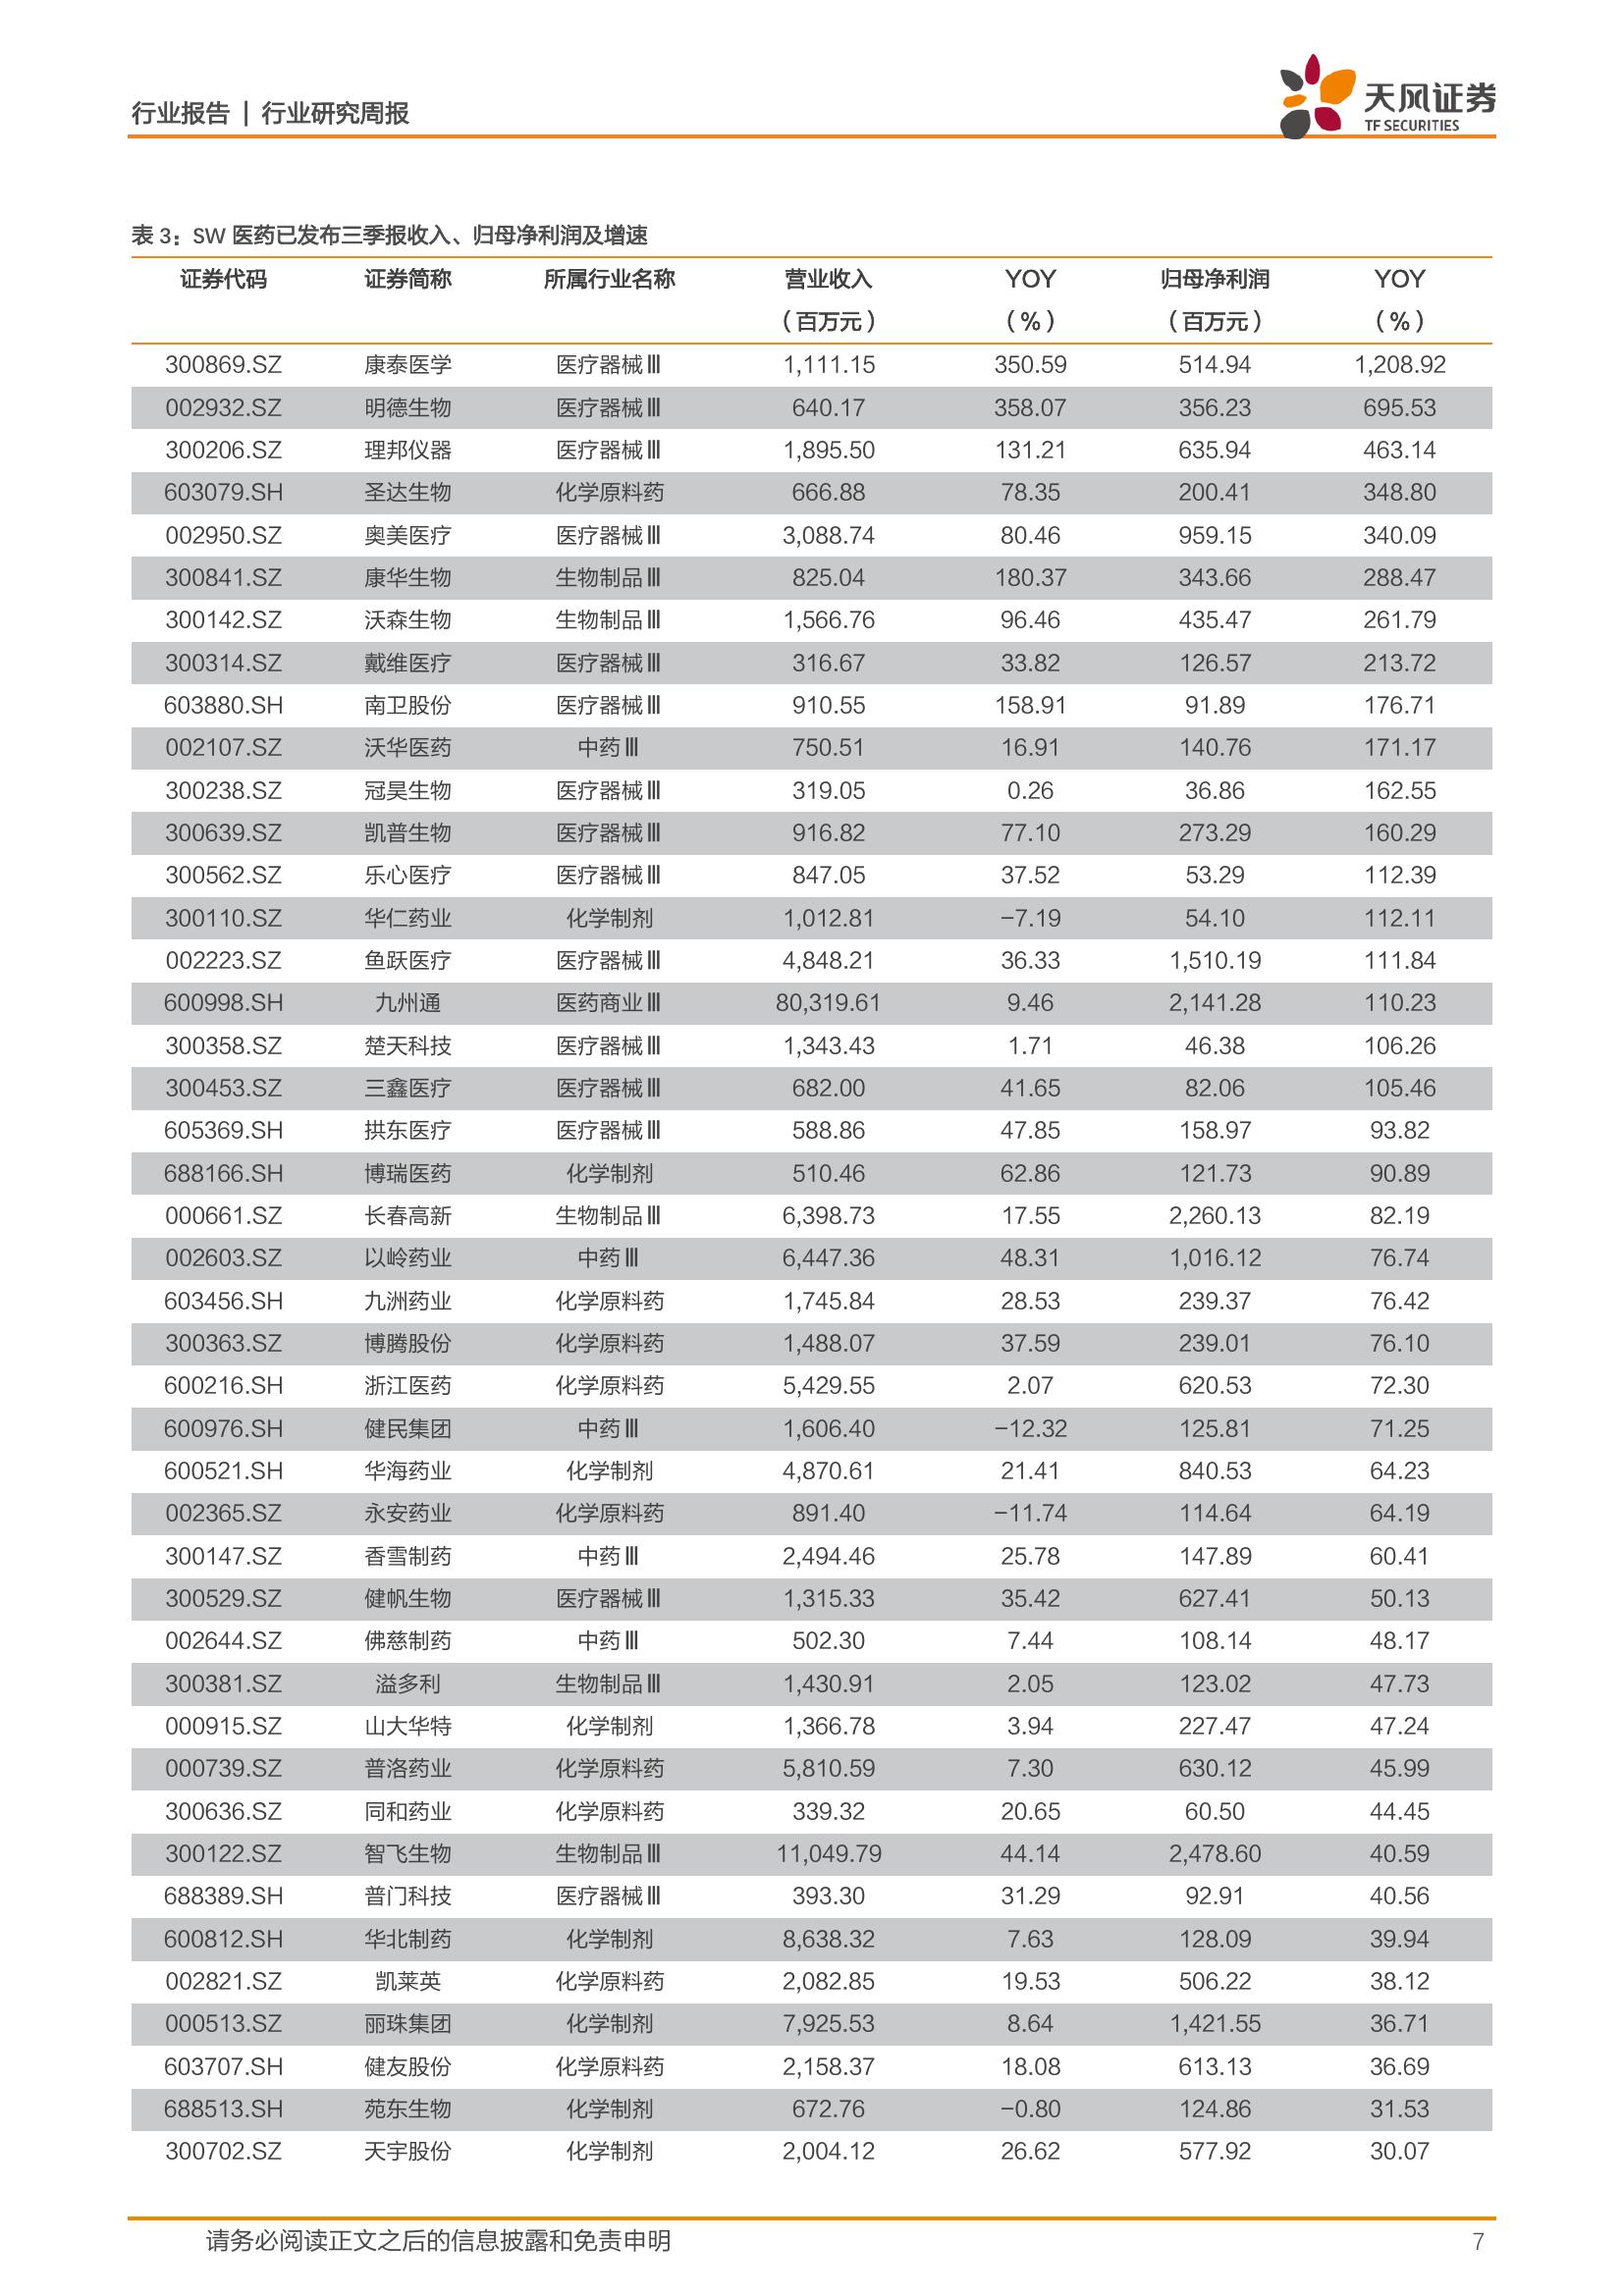 行业报告 | 行业研究周报
天风证券
TF SECURITIES
表 3：SW 医药已发布三季报收入、归母净利润及增速
证券代码 证券简称 所属行业名称 营业收入 YOY 归母净利润 YOY
（百万元） （%） （百万元） （%）
300869.SZ 康泰医学 医疗器械Ⅲ 1,111.15 350.59 514.94 1,208.92
002932.SZ 明德生物 医疗器械Ⅲ 640.17 358.07 356.23 695.53
300206.SZ 理邦仪器 医疗器械Ⅲ 1,895.50 131.21 635.94 463.14
603079.SH 圣达生物 化学原料药 666.88 78.35 200.41 348.80
002950.SZ 奥美医疗 医疗器械Ⅲ 3,088.74 80.46 959.15 340.09
300841.SZ 康华生物 生物制品Ⅲ 825.04 180.37 343.66 288.47
300142.SZ 沃森生物 生物制品Ⅲ 1,566.76 96.46 435.47 261.79
300314.SZ 戴维医疗 医疗器械Ⅲ 316.67 33.82 126.57 213.72
603880.SH 南卫股份 医疗器械Ⅲ 910.55 158.91 91.89 176.71
002107.SZ 沃华医药 中药Ⅲ 750.51 16.91 140.76 171.17
300238.SZ 冠昊生物 医疗器械Ⅲ 319.05 0.26 36.86 162.55
300639.SZ 凯普生物 医疗器械Ⅲ 916.82 77.10 273.29 160.29
300562.SZ 乐心医疗 医疗器械Ⅲ 847.05 37.52 53.29 112.39
300110.SZ 华仁药业 化学制剂 1,012.81 -7.19 54.10 112.11
002223.SZ 鱼跃医疗 医疗器械Ⅲ 4,848.21 36.33 1,510.19 111.84
600998.SH 九州通 医药商业Ⅲ 80,319.61 9.46 2,141.28 110.23
300358.SZ 楚天科技 医疗器械Ⅲ 1,343.43 1.71 46.38 106.26
300453.SZ 三鑫医疗 医疗器械Ⅲ 682.00 41.65 82.06 105.46
605369.SH 拱东医疗 医疗器械Ⅲ 588.86 47.85 158.97 93.82
688166.SH 博瑞医药 化学制剂 510.46 62.86 121.73 90.89
000661.SZ 长春高新 生物制品Ⅲ 6,398.73 17.55 2,260.13 82.19
002603.SZ 以岭药业 中药Ⅲ 6,447.36 48.31 1,016.12 76.74
603456.SH 九洲药业 化学原料药 1,745.84 28.53 239.37 76.42
300363.SZ 博腾股份 化学原料药 1,488.07 37.59 239.01 76.10
600216.SH 浙江医药 化学原料药 5,429.55 2.07 620.53 72.30
600976.SH 健民集团 中药Ⅲ 1,606.40 -12.32 125.81 71.25
600521.SH 华海药业 化学制剂 4,870.61 21.41 840.53 64.23
002365.SZ 永安药业 化学原料药 891.40 -11.74 114.64 64.19
300147.SZ 香雪制药 中药Ⅲ 2,494.46 25.78 147.89 60.41
300529.SZ 健帆生物 医疗器械Ⅲ 1,315.33 35.42 627.41 50.13
002644.SZ 佛慈制药 中药Ⅲ 502.30 7.44 108.14 48.17
300381.SZ 溢多利 生物制品Ⅲ 1,430.91 2.05 123.02 47.73
000915.SZ 山大华特 化学制剂 1,366.78 3.94 227.47 47.24
000739.SZ 普洛药业 化学原料药 5,810.59 7.30 630.12 45.99
300636.SZ 同和药业 化学原料药 339.32 20.65 60.50 44.45
300122.SZ 智飞生物 生物制品Ⅲ 11,049.79 44.14 2,478.60 40.59
688389.SH 普门科技 医疗器械Ⅲ 393.30 31.29 92.91 40.56
600812.SH 华北制药 化学制剂 8,638.32 7.63 128.09 39.94
002821.SZ 凯莱英 化学原料药 2,082.85 19.53 506.22 38.12
000513.SZ 丽珠集团 化学制剂 7,925.53 8.64 1,421.55 36.71
603707.SH 健友股份 化学原料药 2,158.37 18.08 613.13 36.69
688513.SH 苑东生物 化学制剂 672.76 -0.80 124.86 31.53
300702.SZ 天宇股份 化学制剂 2,004.12 26.62 577.92 30.07
请务必阅读正文之后的信息披露和免责申明 7